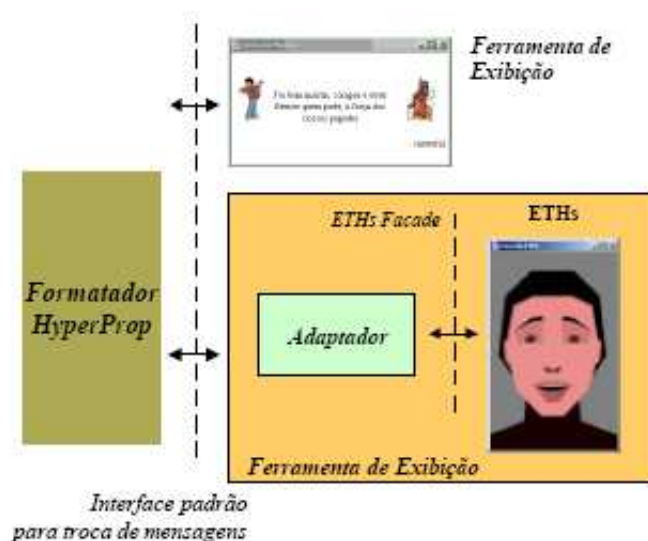 Ferramenta de
Exibição
ETHs Facade
ETHs
Formatador
HyperProp
Adaptador
Ferramenta de Exibição
Interface padrão
para troca de mensagens